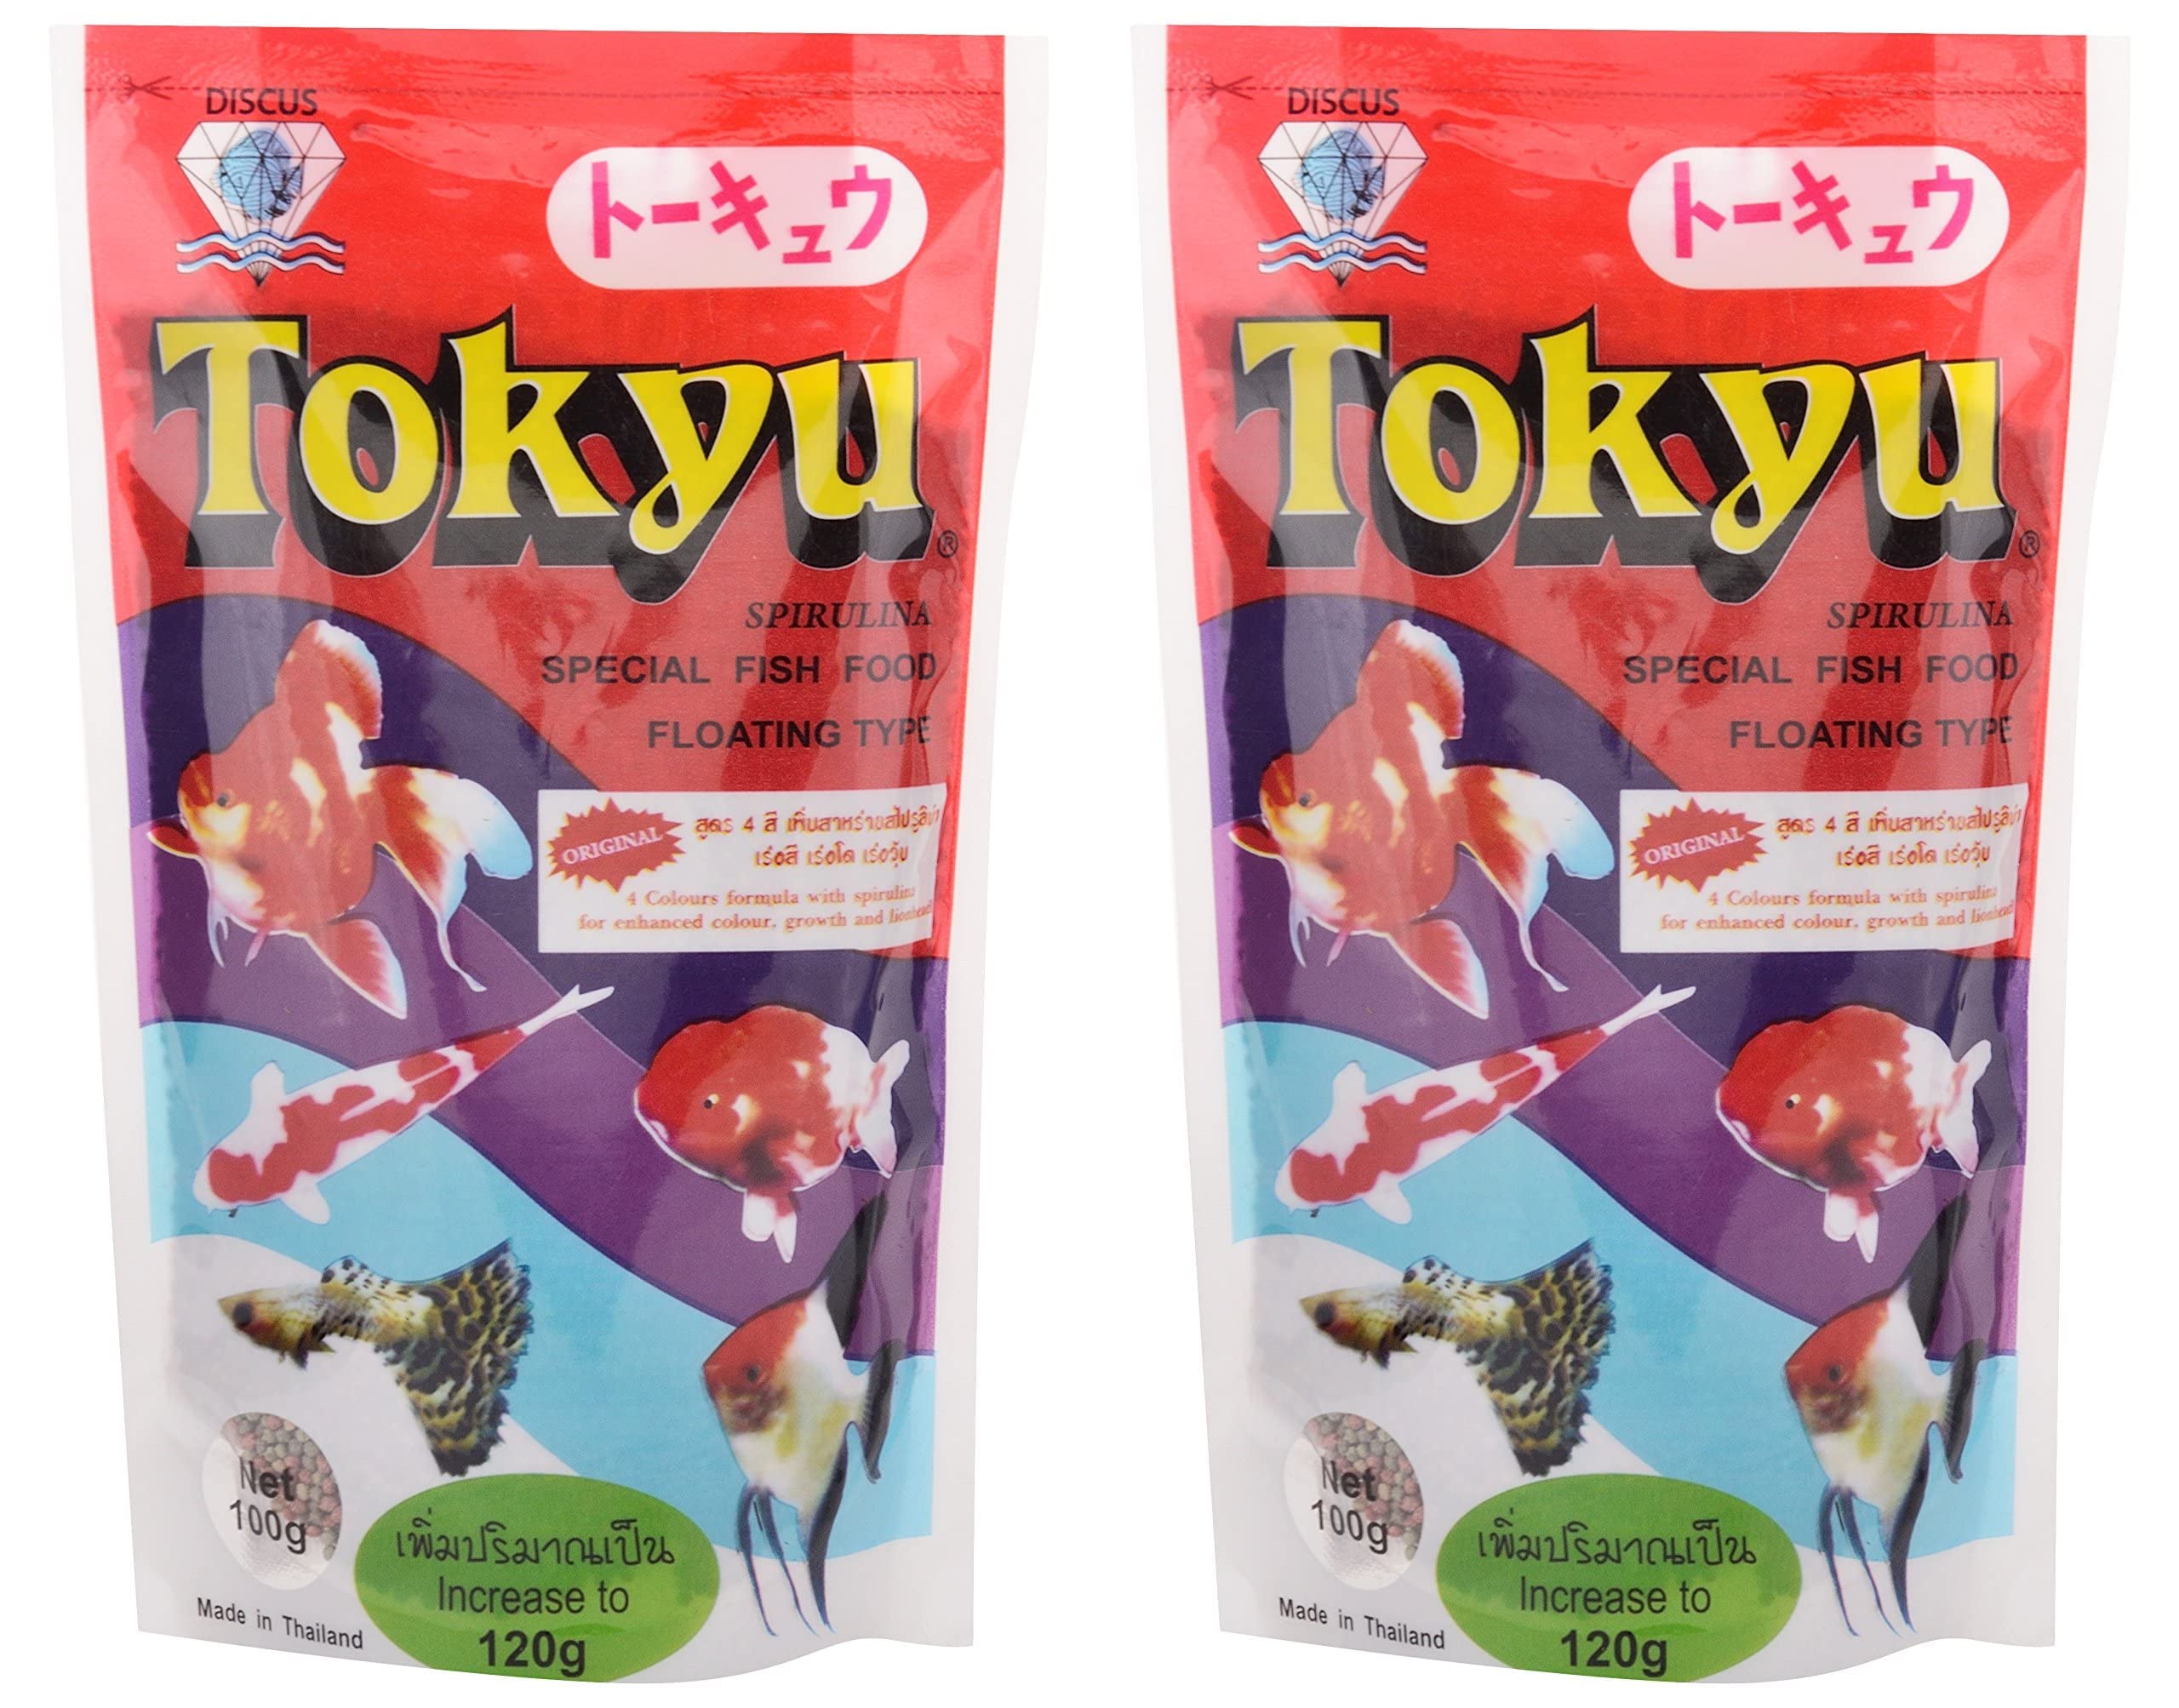 DISCUS
トーキュウ
Tokyu®
SPIRULINA
SPECIAL FISH FOOD
FLOATING TYPE
ORIGINAL
สูตร 4 สี เพิ่มสาหร่ายสไปรูลิน่า
เร่งสี เร่งโต เร่งวุ้น
4 Colours formula with spirulina
for enhanced colour, growth and lionhead
Net
100g
เพิ่มปริมาณเป็น
Increase to
120g
Made in Thailand
DISCUS
トーキュウ
Tokyu®
SPIRULINA
SPECIAL FISH FOOD
FLOATING TYPE
ORIGINAL
สูตร 4 สี เพิ่มสาหร่ายสไปรูลิน่า
เร่งสี เร่งโต เร่งวุ้น
4 Colours formula with spirulina
for enhanced colour, growth and lionhead
Net
100g
เพิ่มปริมาณเป็น
Increase to
120g
Made in Thailand